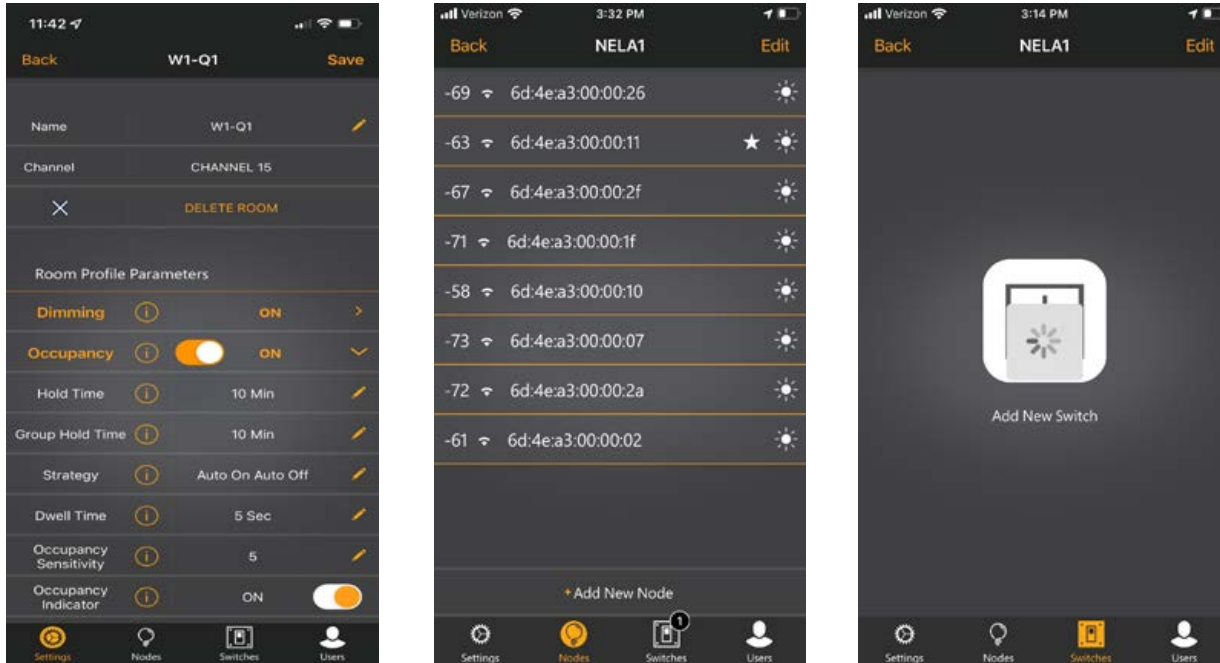 11:42
Back W1-Q1 Save
Name W1-Q1
Channel CHANNEL 15
DELETE ROOM
Room Profile Parameters
Dimming i ON >
Occupancy i ON
Hold Time i 10 Min
Group Hold Time i 10 Min
Strategy i Auto On Auto Off
Dwell Time i 5 Sec
Occupancy
Sensitivity i 5
Occupancy
Indicator i ON
Settings Nodes Switches Users
Verizon 3:32 PM
Back NELA1 Edit
-69 6d:4e:a3:00:00:26
-63 6d:4e:a3:00:00:11
-67 6d:4e:a3:00:00:2f
-71 6d:4e:a3:00:00:1f
-58 6d:4e:a3:00:00:10
-73 6d:4e:a3:00:00:07
-72 6d:4e:a3:00:00:2a
-61 6d:4e:a3:00:00:02
+Add New Node
1
Settings Nodes Switches Users
Verizon 3:14 PM
Back NELA1 Edit
Add New Switch
Settings Nodes Switches Users